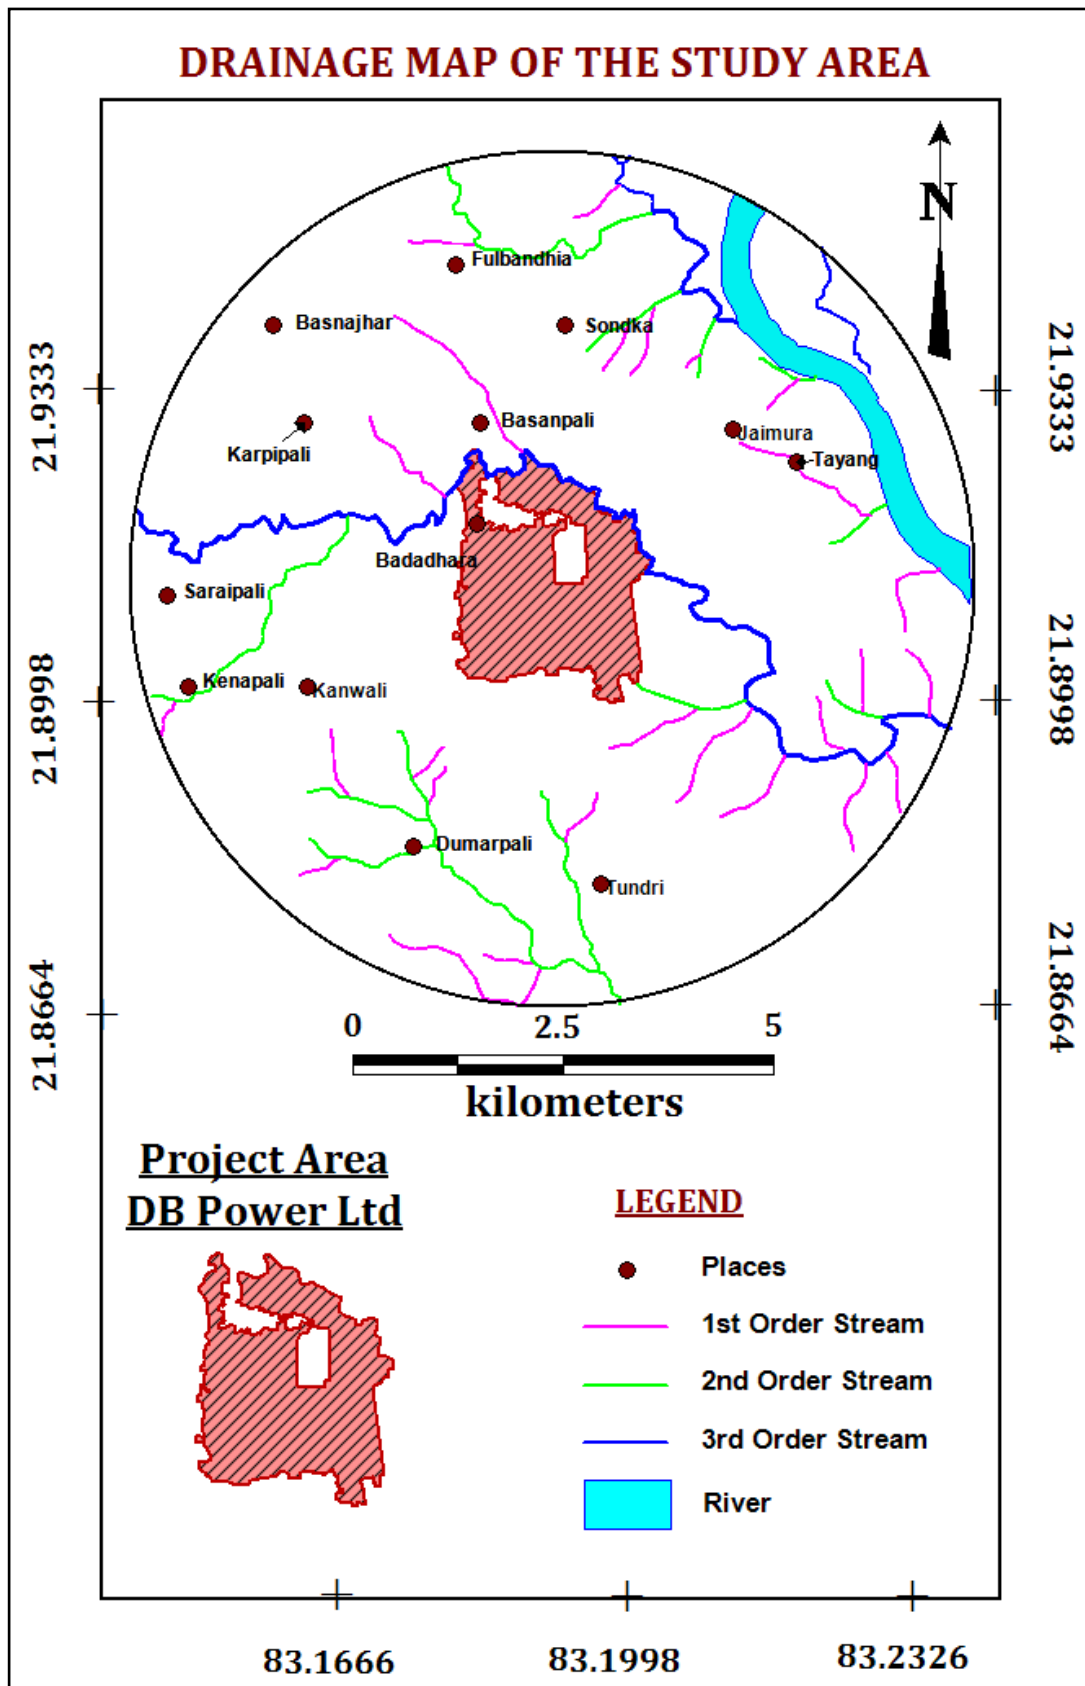 DRAINAGE MAP OF THE STUDY AREA
N
Fulbandhia
Basnajhar
Sondka
21.9333
21.9333
Basanpali
Karpipali
Jaimura
Tayang
Badadhara
Saraipali
Kenapali
Kanwali
21.8998
21.8998
Dumarpali
Tundri
21.8664
21.8664
0 2.5 5
kilometers
Project Area
DB Power Ltd
LEGEND
Places
1st Order Stream
2nd Order Stream
3rd Order Stream
River
83.1666 83.1998 83.2326